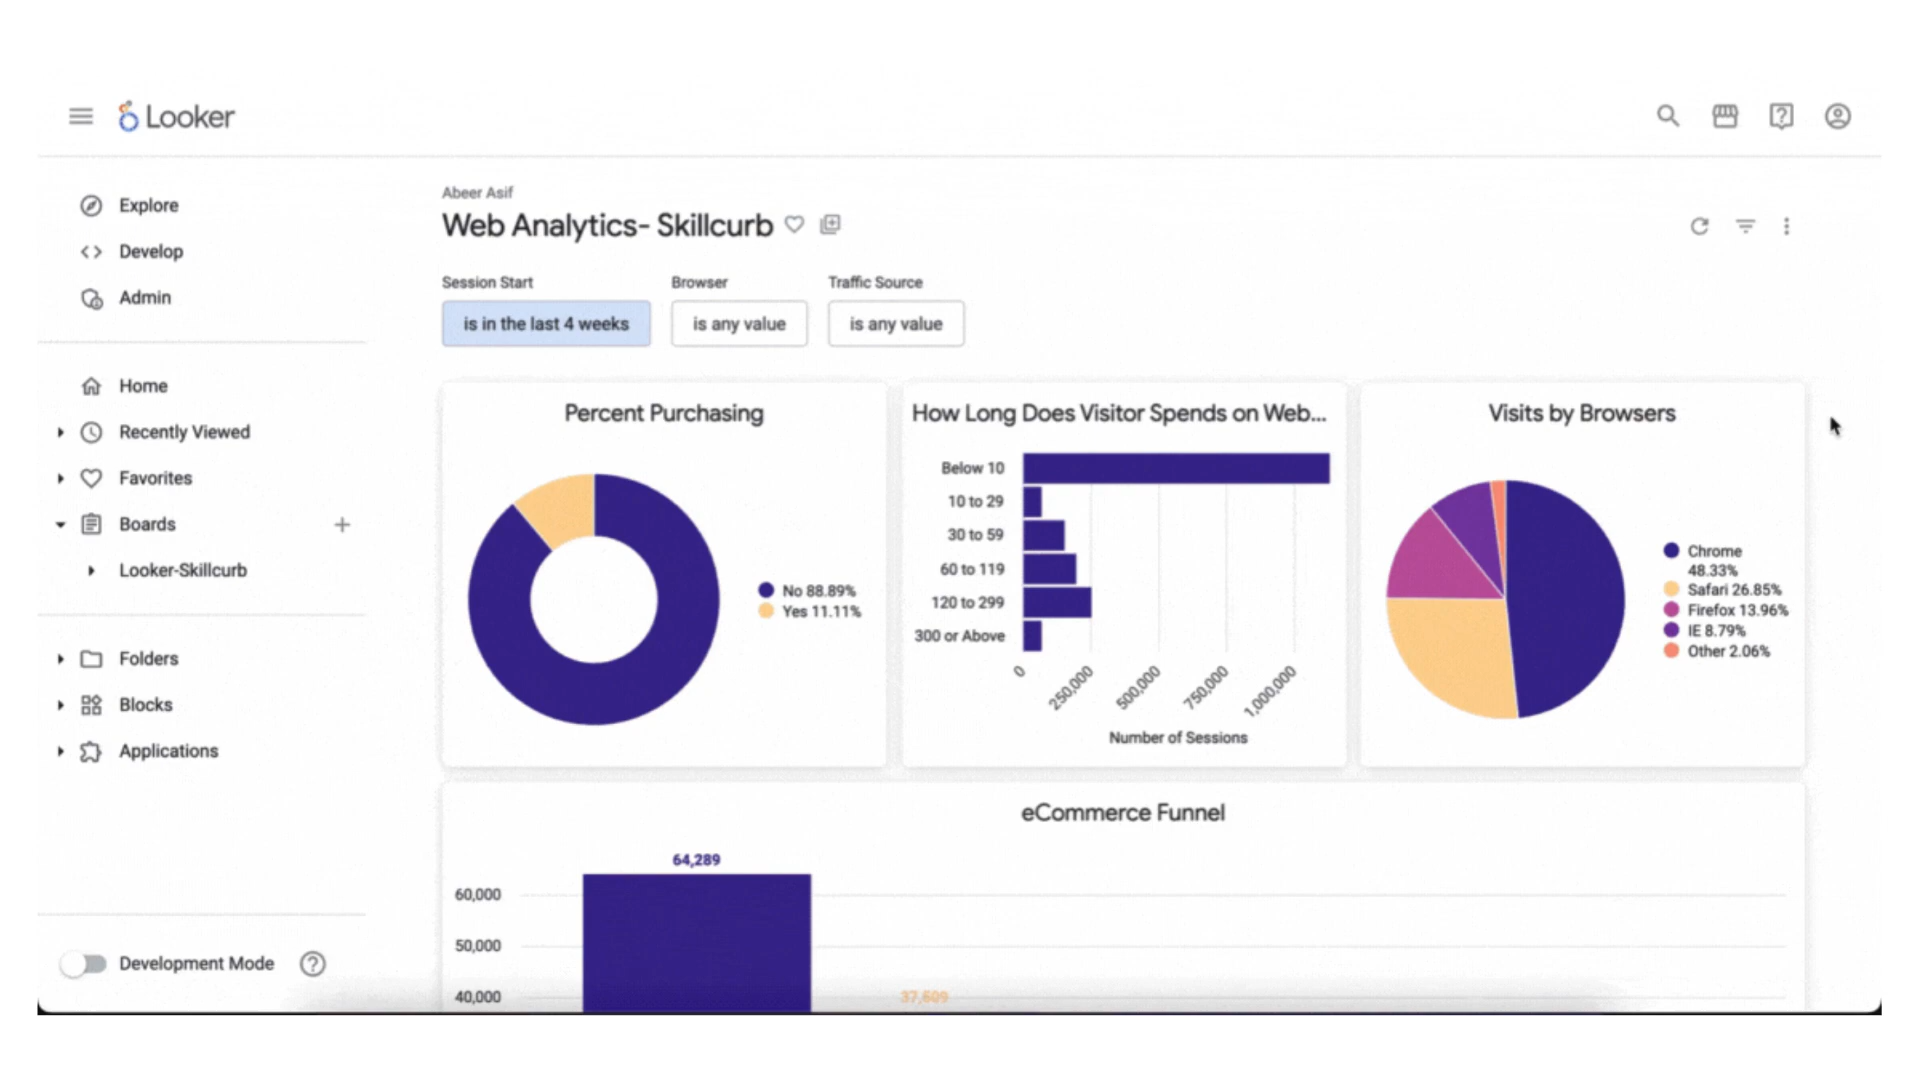 Looker
Explore
Develop
Admin
Home
Recently Viewed
Favorites
Boards
Looker-Skillcurb
Folders
Blocks
Applications
Development Mode
Abeer Asif
Web Analytics- Skillcurb
Session Start
is in the last 4 weeks
Browser
is any value
Traffic Source
is any value
Percent Purchasing
No 88.89%
Yes 11.11%
How Long Does Visitor Spends on Web...
Below 10
10 to 29
30 to 59
60 to 119
120 to 299
300 or Above
0
250,000
500,000
750,000
1,000,000
Number of Sessions
Visits by Browsers
Chrome
48.33%
Safari 26.85%
Firefox 13.96%
IE 8.79%
Other 2.06%
eCommerce Funnel
64,289
60,000
50,000
40,000
37,609